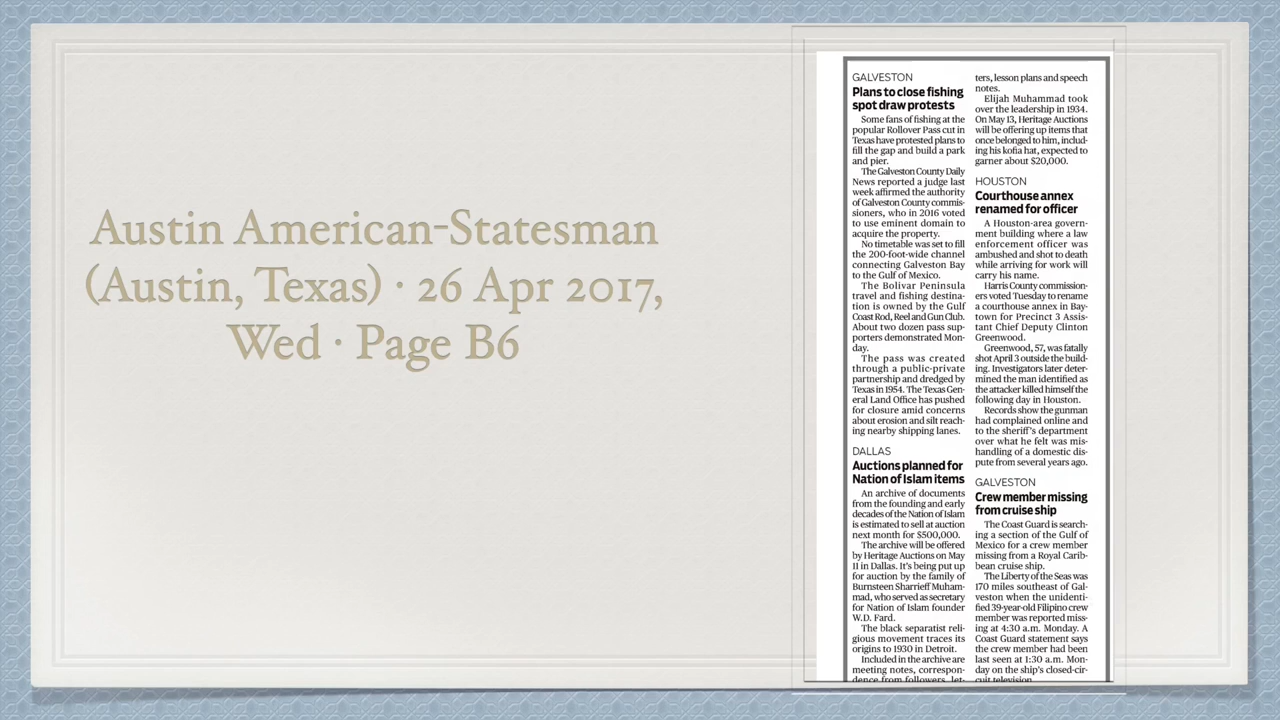 Austin American-Statesman
(Austin, Texas) · 26 Apr 2017,
Wed · Page B6
GALVESTON
Plans to close fishing
spot draw protests
Some fans of fishing at the
popular Rollover Pass cut in
Texas have protested plans to
fill the gap and build a park
and pier.
The Galveston County Daily
News reported a judge last
week affirmed the authority
of Galveston County commis-
sioners, who in 2016 voted
to use eminent domain to
acquire the property.
No timetable was set to fill
the 200-foot-wide channel
connecting Galveston Bay
to the Gulf of Mexico.
The Bolivar Peninsula
travel and fishing destina-
tion is owned by the Gulf
Coast Rod, Reel and Gun Club.
About two dozen pass sup-
porters demonstrated Mon-
day.
The pass was created
through a public-private
partnership and dredged by
Texas in 1954. The Texas Gen-
eral Land Office has pushed
for closure amid concerns
about erosion and silt reach-
ing nearby shipping lanes.
DALLAS
Auctions planned for
Nation of Islam items
An archive of documents
from the founding and early
decades of the Nation of Islam
is estimated to sell at auction
next month for $500,000.
The archive will be offered
by Heritage Auctions on May
11 in Dallas. It's being put up
for auction by the family of
Burnsteen Sharrieff Muham-
mad, who served as secretary
for Nation of Islam founder
W.D. Fard.
The black separatist reli-
gious movement traces its
origins to 1930 in Detroit.
Included in the archive are
meeting notes, correspon-
dence from followers, let-
ters, lesson plans and speech
notes.
Elijah Muhammad took
over the leadership in 1934.
On May 13, Heritage Auctions
will be offering up items that
once belonged to him, includ-
ing his kofia hat, expected to
garner about $20,000.
HOUSTON
Courthouse annex
renamed for officer
A Houston-area govern-
ment building where a law
enforcement officer was
ambushed and shot to death
while arriving for work will
carry his name.
Harris County commission-
ers voted Tuesday to rename
a courthouse annex in Bay-
town for Precinct 3 Assis-
tant Chief Deputy Clinton
Greenwood.
Greenwood, 57, was fatally
shot April 3 outside the build-
ing. Investigators later deter-
mined the man identified as
the attacker killed himself the
following day in Houston.
Records show the gunman
had complained online and
to the sheriff's department
over what he felt was mis-
handling of a domestic dis-
pute from several years ago.
GALVESTON
Crew member missing
from cruise ship
The Coast Guard is search-
ing a section of the Gulf of
Mexico for a crew member
missing from a Royal Carib-
bean cruise ship.
The Liberty of the Seas was
170 miles southeast of Gal-
veston when the unidenti-
fied 39-year-old Filipino crew
member was reported miss-
ing at 4:30 a.m. Monday. A
Coast Guard statement says
the crew member had been
last seen at 1:30 a.m. Mon-
day on the ship's closed-cir-
cuit television.